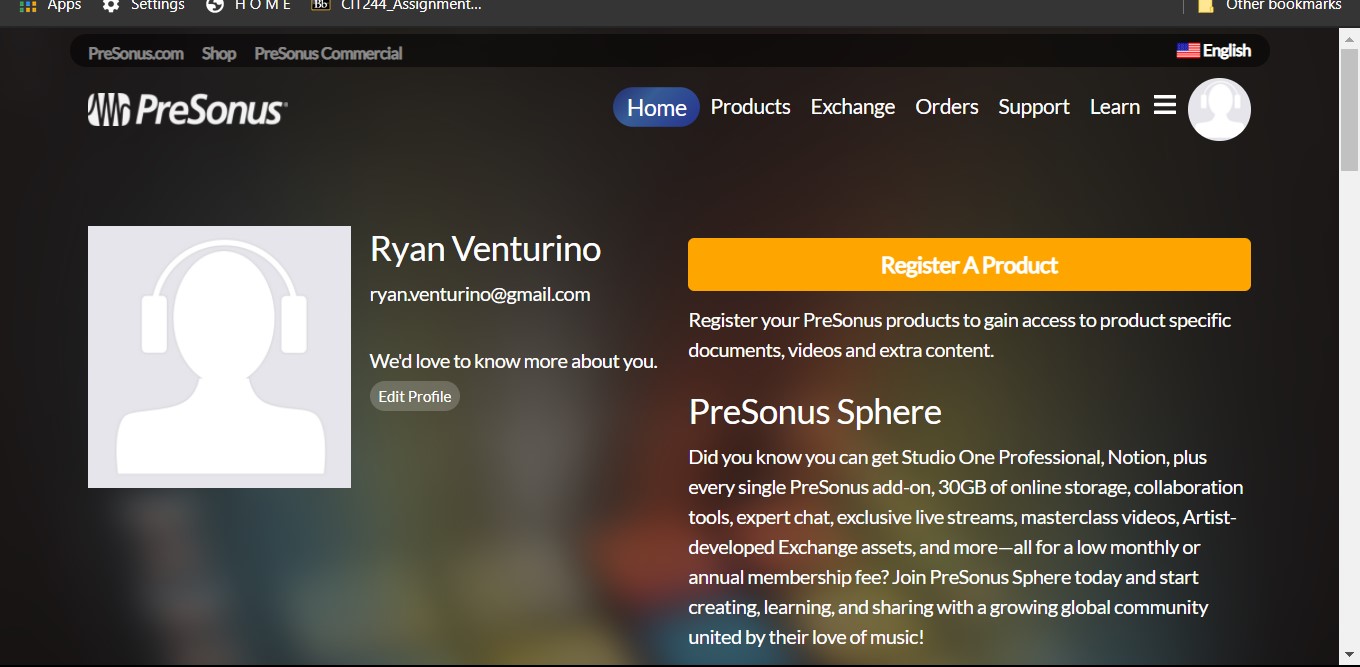 Apps Settings H O M E Bb CIT244_Assignment... Other bookmarks
PreSonus.com Shop PreSonus Commercial English
PreSonus Home Products Exchange Orders Support Learn
Ryan Venturino
ryan.venturino@gmail.com
We'd love to know more about you.
Edit Profile
Register A Product
Register your PreSonus products to gain access to product specific
documents, videos and extra content.
PreSonus Sphere
Did you know you can get Studio One Professional, Notion, plus
every single PreSonus add-on, 30GB of online storage, collaboration
tools, expert chat, exclusive live streams, masterclass videos, Artist-
developed Exchange assets, and more—all for a low monthly or
annual membership fee? Join PreSonus Sphere today and start
creating, learning, and sharing with a growing global community
united by their love of music!